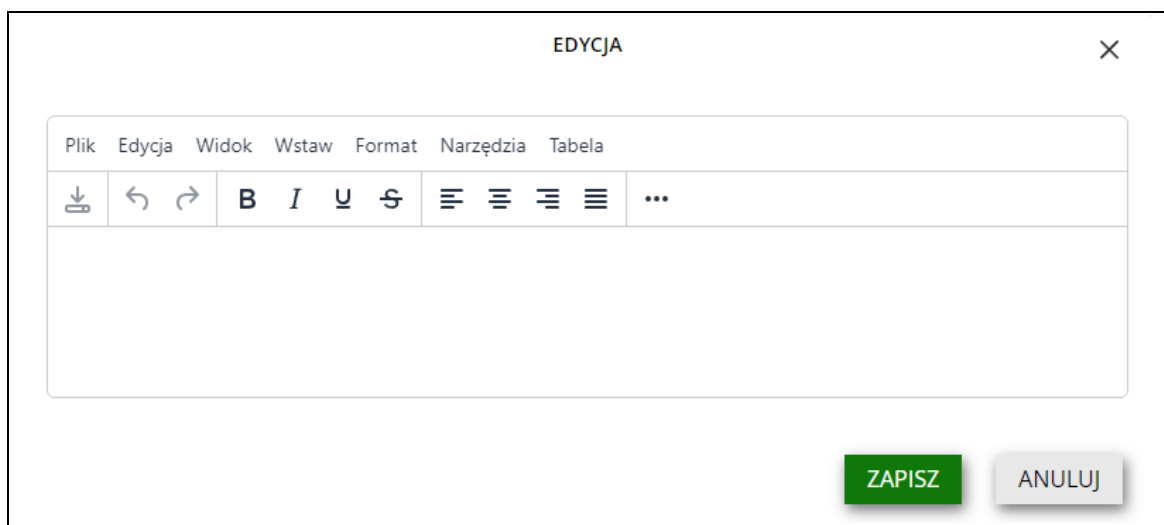 EDYCJA
Plik Edycja Widok Wstaw Format Narzędzia Tabela
B I U S
ZAPISZ ANULUJ